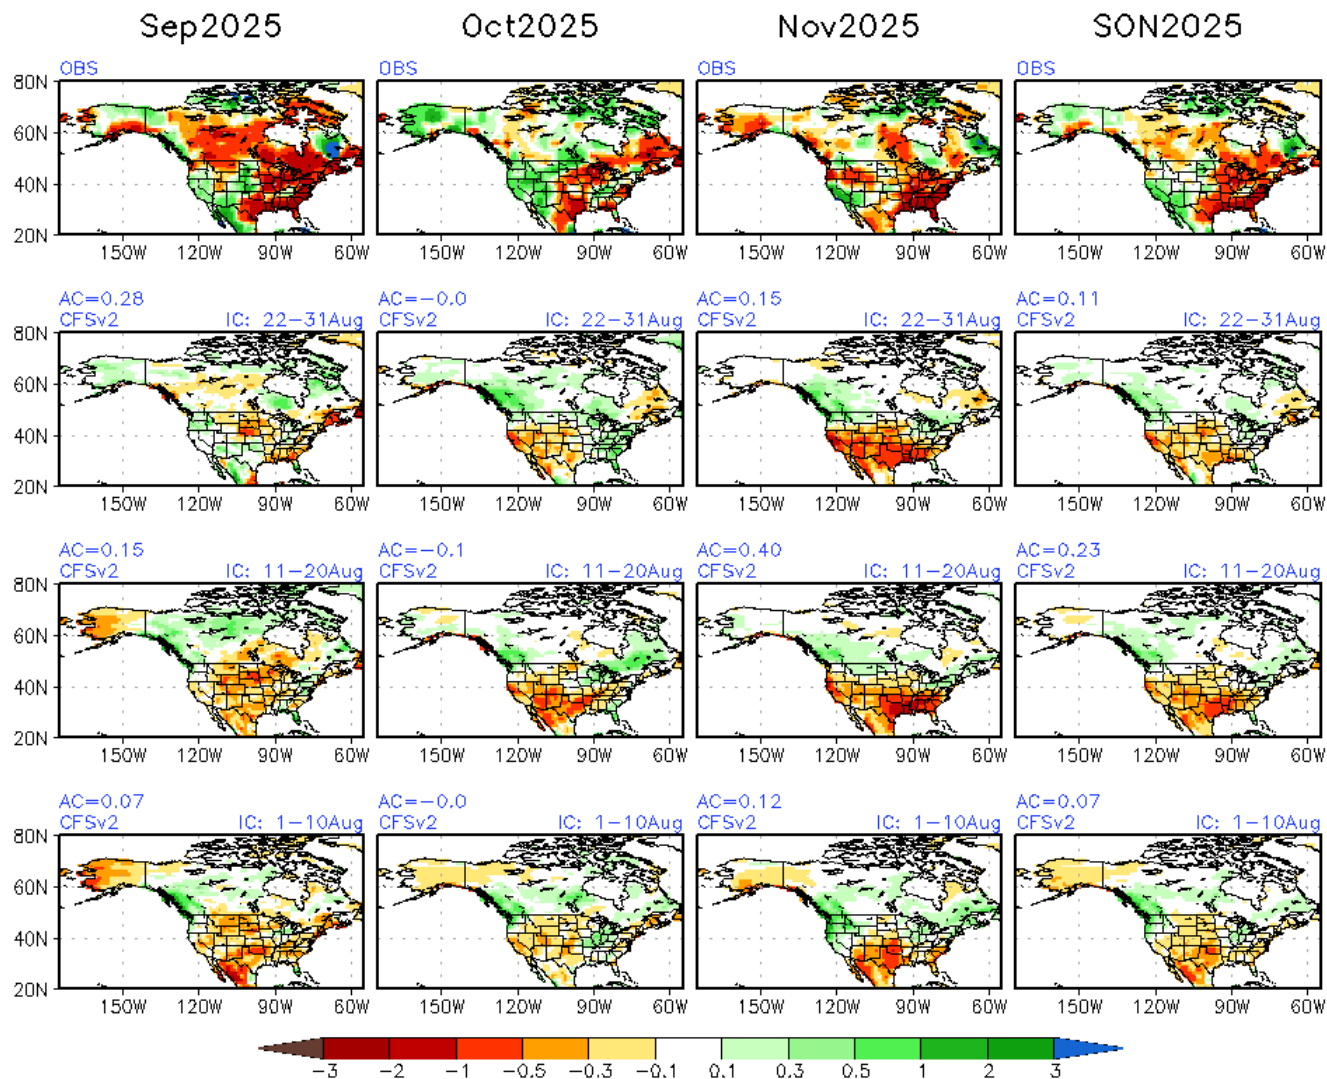 Sep2025 Oct2025 Nov2025 SON2025
OBS OBS OBS OBS
80N
60N
40N
20N
150W 120W 90W 60W 150W 120W 90W 60W 150W 120W 90W 60W 150W 120W 90W 60W
AC=0.28 AC=-0.0 AC=0.15 AC=0.11
CFSv2 IC: 22-31Aug CFSv2 IC: 22-31Aug CFSv2 IC: 22-31Aug CFSv2 IC: 22-31Aug
80N
60N
40N
20N
150W 120W 90W 60W 150W 120W 90W 60W 150W 120W 90W 60W 150W 120W 90W 60W
AC=0.15 AC=-0.1 AC=0.40 AC=0.23
CFSv2 IC: 11-20Aug CFSv2 IC: 11-20Aug CFSv2 IC: 11-20Aug CFSv2 IC: 11-20Aug
80N
60N
40N
20N
150W 120W 90W 60W 150W 120W 90W 60W 150W 120W 90W 60W 150W 120W 90W 60W
AC=0.07 AC=-0.0 AC=0.12 AC=0.07
CFSv2 IC: 1-10Aug CFSv2 IC: 1-10Aug CFSv2 IC: 1-10Aug CFSv2 IC: 1-10Aug
80N
60N
40N
20N
150W 120W 90W 60W 150W 120W 90W 60W 150W 120W 90W 60W 150W 120W 90W 60W
-3 -2 -1 -0.5 -0.3 -0.1 0.1 0.3 0.5 1 2 3